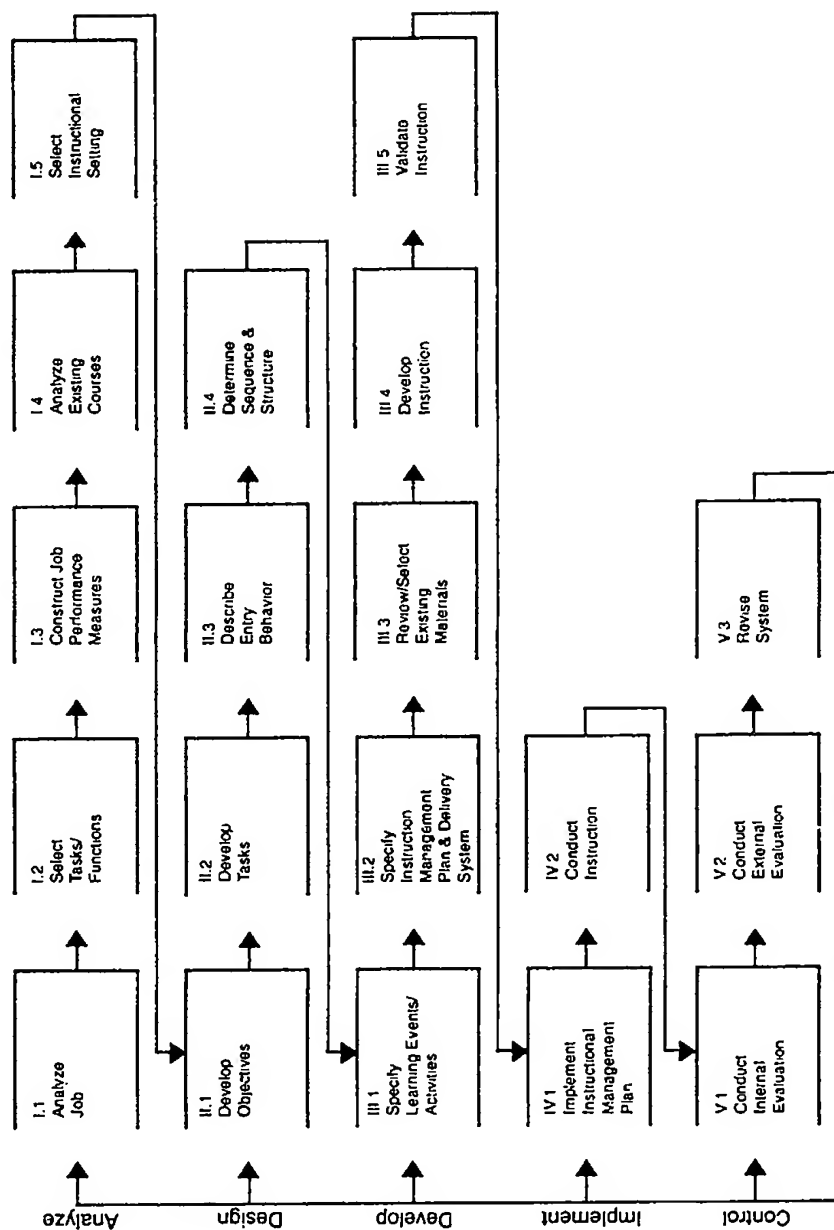 Analyze
I.1
Analyze
Job
I.2
Select
Tasks/
Functions
I.3
Construct Job
Performance
Measures
I.4
Analyze
Existing
Courses
I.5
Select
Instructional
Setting
Design
II.1
Develop
Objectives
II.2
Develop
Tasks
II.3
Describe
Entry
Behavior
II.4
Determine
Sequence &
Structure
Develop
III 1
Specify
Learning Events/
Activities
III.2
Specify
Instruction
Management
Plan & Delivery
System
III 3
Review/Select
Existing
Materials
III 4
Develop
Instruction
III 5
Validate
Instruction
Implement
IV 1
Implement
Instructional
Management
Plan
IV 2
Conduct
Instruction
Control
V 1
Conduct
Internal
Evaluation
V 2
Conduct
External
Evaluation
V 3
Revise
System